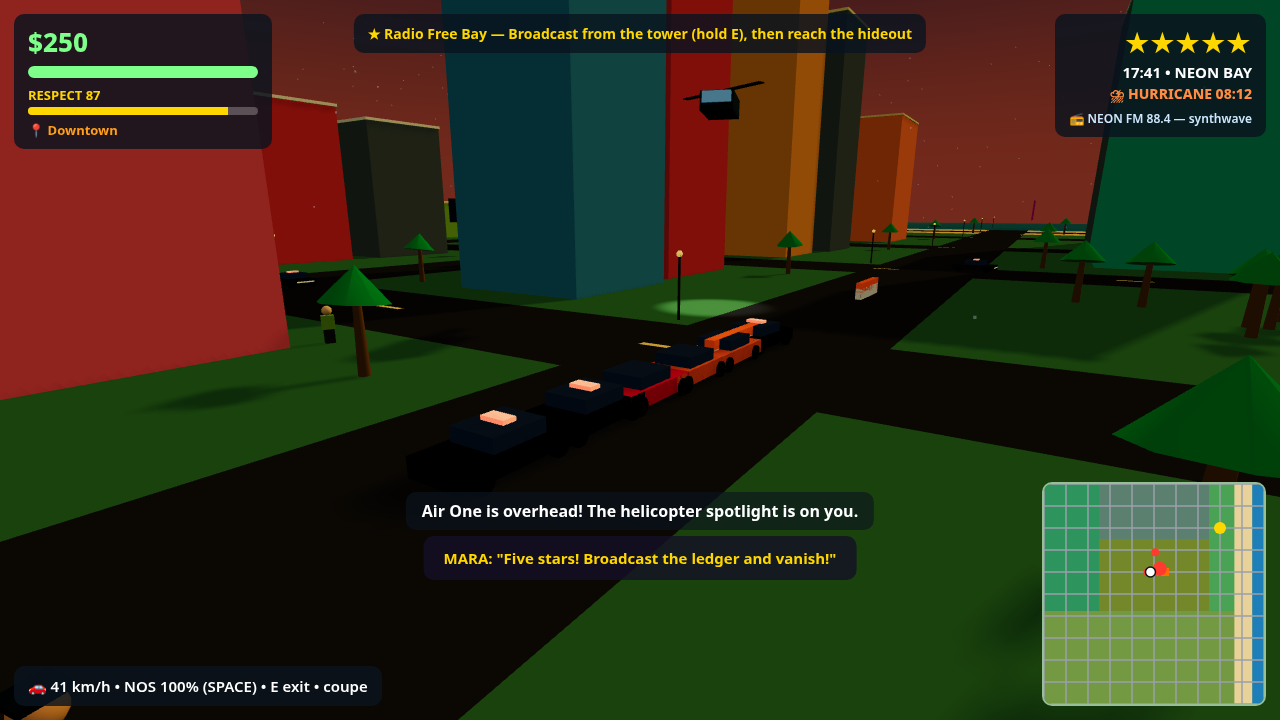 $250
RESPECT 87
📍 Downtown
★ Radio Free Bay — Broadcast from the tower (hold E), then reach the hideout
★★★★★
17:41 • NEON BAY
⛈ HURRICANE 08:12
📻 NEON FM 88.4 — synthwave
Air One is overhead! The helicopter spotlight is on you.
MARA: "Five stars! Broadcast the ledger and vanish!"
🚗 41 km/h • NOS 100% (SPACE) • E exit • coupe